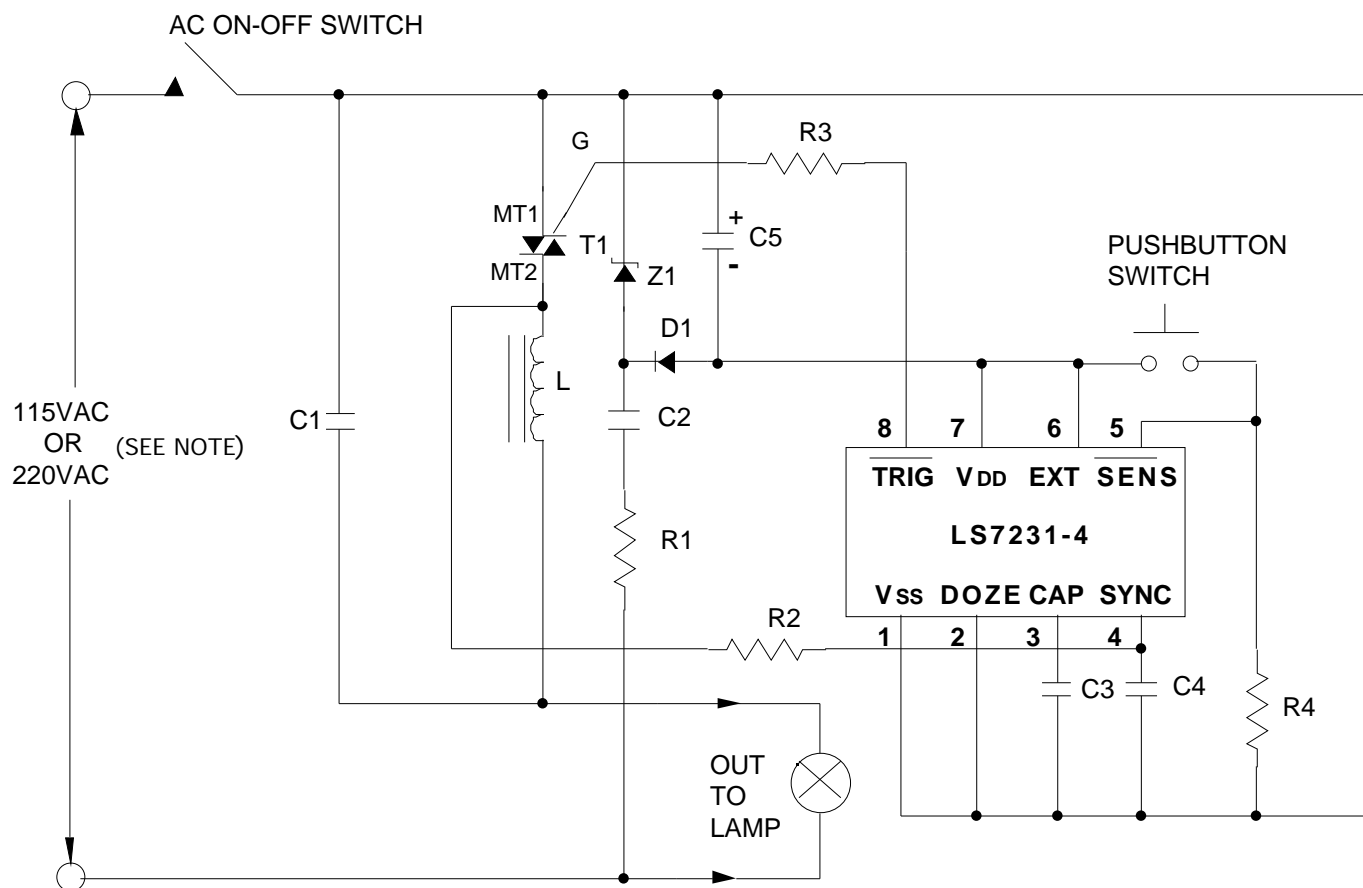 AC ON-OFF SWITCH
G
R3
MT1
T1
MT2
Z1
+
C5
-
PUSHBUTTON
SWITCH
D1
L
C1
C2
115VAC
OR
220VAC
(SEE NOTE)
8 7 6 5
TRIG VDD EXT SENS
LS7231-4
VSS DOZE CAP SYNC
1 2 3 4
R1
R2
C3
C4
R4
OUT
TO
LAMP